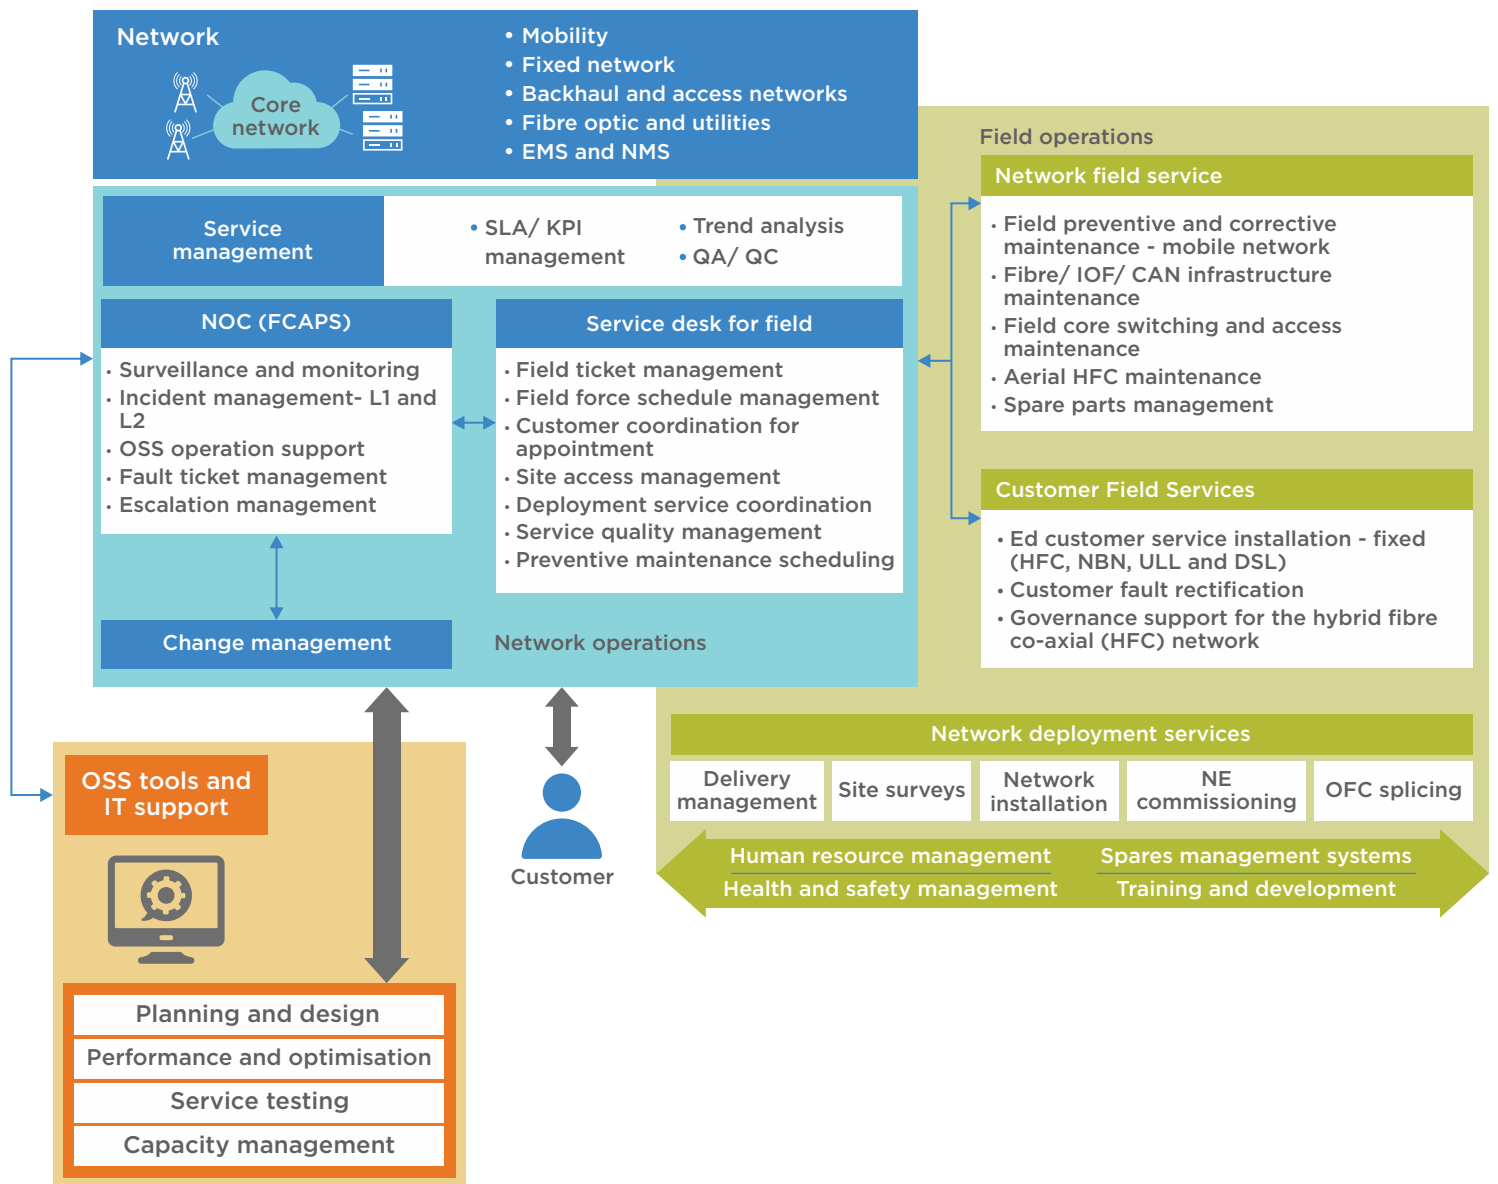 Network
Core
network
• Mobility
• Fixed network
• Backhaul and access networks
• Fibre optic and utilities
• EMS and NMS
Service
management
• SLA/ KPI
management
• Trend analysis
• QA/ QC
NOC (FCAPS)
• Surveillance and monitoring
• Incident management- L1 and
L2
• OSS operation support
• Fault ticket management
• Escalation management
Service desk for field
• Field ticket management
• Field force schedule management
• Customer coordination for
appointment
• Site access management
• Deployment service coordination
• Service quality management
• Preventive maintenance scheduling
Change management
Network operations
Field operations
Network field service
• Field preventive and corrective
maintenance - mobile network
• Fibre/ IOF/ CAN infrastructure
maintenance
• Field core switching and access
maintenance
• Aerial HFC maintenance
• Spare parts management
Customer Field Services
• Ed customer service installation - fixed
(HFC, NBN, ULL and DSL)
• Customer fault rectification
• Governance support for the hybrid fibre
co-axial (HFC) network
Network deployment services
Delivery
management
Site surveys
Network
installation
NE
commissioning
OFC splicing
Human resource management
Spares management systems
Health and safety management
Training and development
Customer
OSS tools and
IT support
Planning and design
Performance and optimisation
Service testing
Capacity management